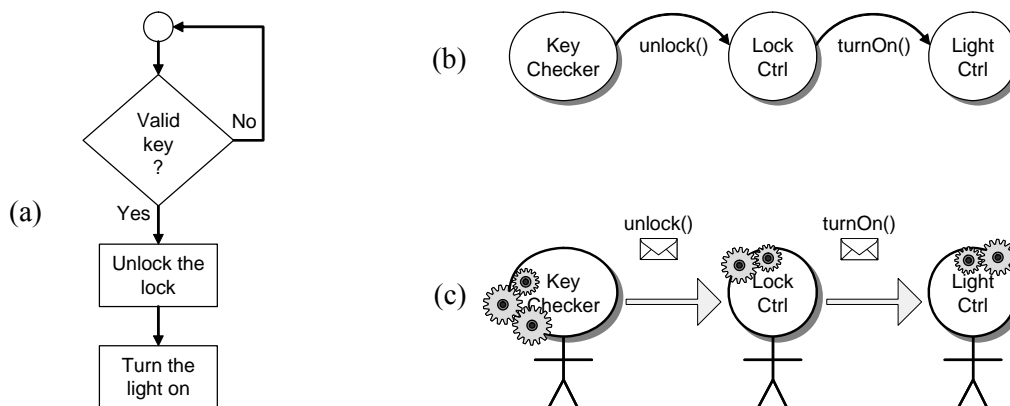 (a)
Valid
key
?
No
Yes
Unlock the
lock
Turn the
light on
(b)
Key
Checker
unlock()
Lock
Ctrl
turnOn()
Light
Ctrl
(c)
unlock()
turnOn()
Key
Checker
Lock
Ctrl
Light
Ctrl